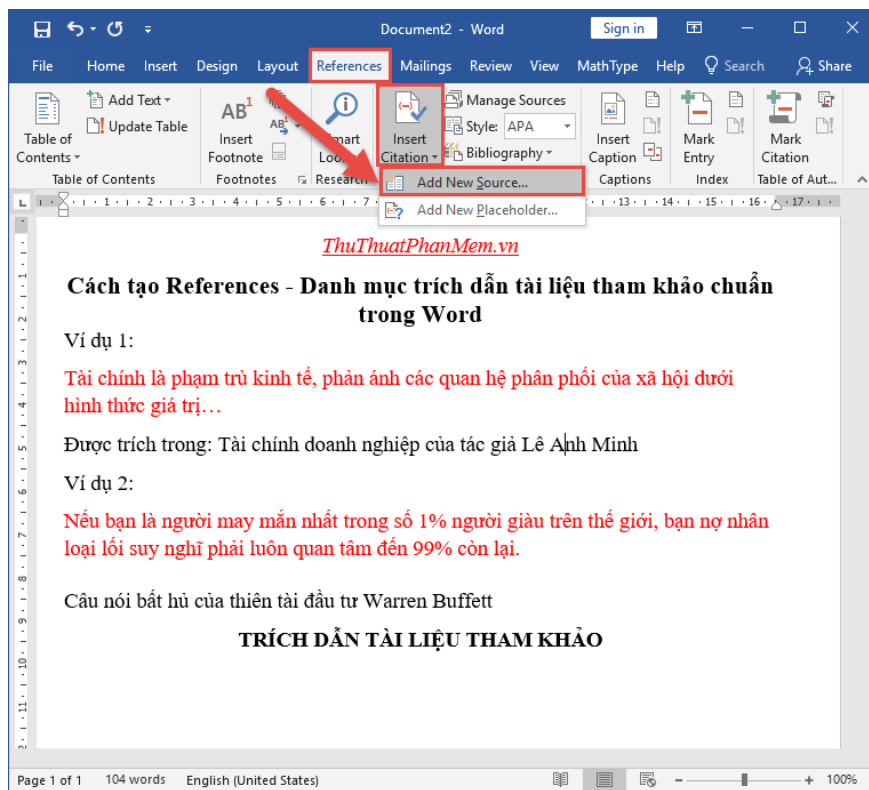 Document2 - Word
Sign in
File Home Insert Design Layout References Mailings Review View MathType Help Search Share
Table of Contents
Add Text
Update Table
Table of Contents
AB1
Insert Footnote
Footnotes
Research
Insert Citation
Manage Sources
Style: APA
Bibliography
Insert Caption
Captions
Mark Entry
Index
Mark Citation
Table of Aut...
Add New Source...
Add New Placeholder...
ThuThuatPhanMem.vn
Cách tạo References - Danh mục trích dẫn tài liệu tham khảo chuẩn
trong Word
Ví dụ 1:
Tài chính là phạm trù kinh tế, phản ánh các quan hệ phân phối của xã hội dưới
hình thức giá trị…
Được trích trong: Tài chính doanh nghiệp của tác giả Lê Anh Minh
Ví dụ 2:
Nếu bạn là người may mắn nhất trong số 1% người giàu trên thế giới, bạn nợ nhân
loại lối suy nghĩ phải luôn quan tâm đến 99% còn lại.
Câu nói bất hủ của thiên tài đầu tư Warren Buffett
TRÍCH DẪN TÀI LIỆU THAM KHẢO
Page 1 of 1 104 words English (United States) 100%